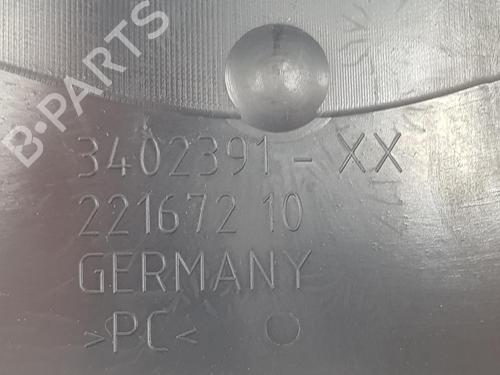 B-PARTS
3402391-XX
221672 10
GERMANY
>PC<